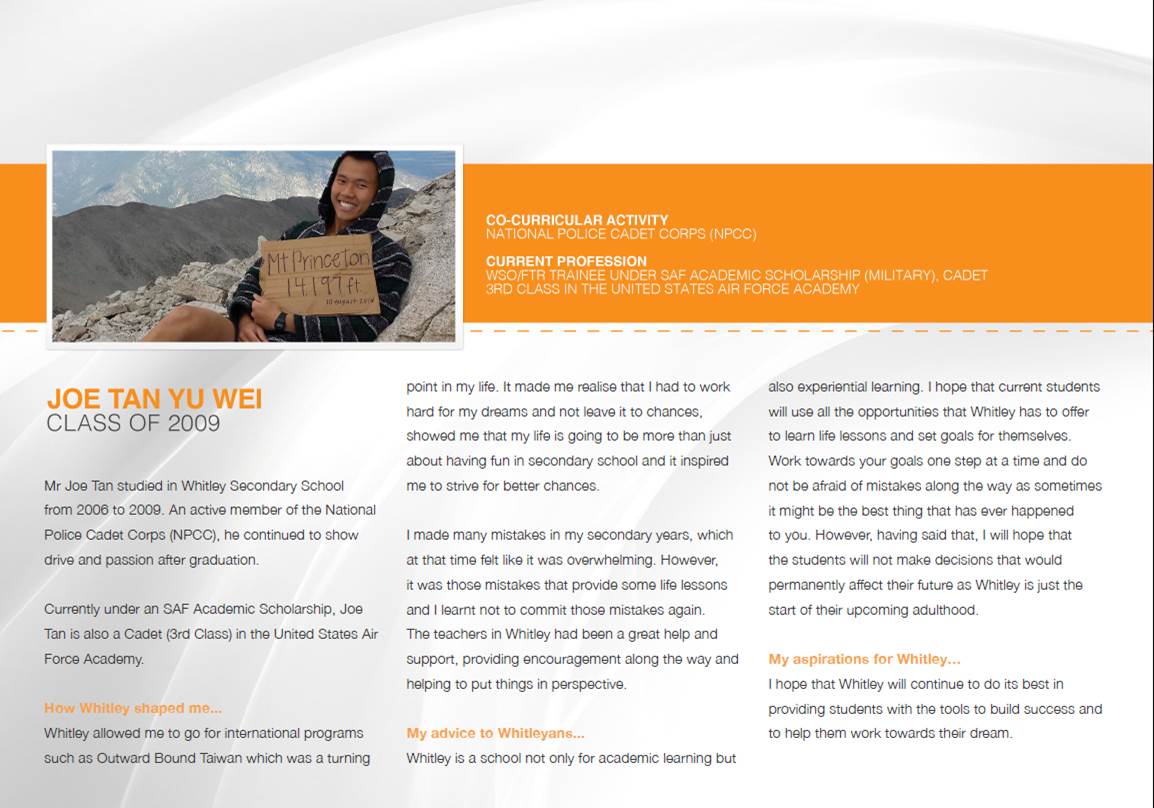 Mt Princeton
14,197 ft.
10 August 2014
CO-CURRICULAR ACTIVITY
NATIONAL POLICE CADET CORPS (NPCC)
CURRENT PROFESSION
WSO/FTR TRAINEE UNDER SAF ACADEMIC SCHOLARSHIP (MILITARY), CADET
3RD CLASS IN THE UNITED STATES AIR FORCE ACADEMY
JOE TAN YU WEI
CLASS OF 2009
Mr Joe Tan studied in Whitley Secondary School
from 2006 to 2009. An active member of the National
Police Cadet Corps (NPCC), he continued to show
drive and passion after graduation.
Currently under an SAF Academic Scholarship, Joe
Tan is also a Cadet (3rd Class) in the United States Air
Force Academy.
How Whitley shaped me...
Whitley allowed me to go for international programs
such as Outward Bound Taiwan which was a turning
point in my life. It made me realise that I had to work
hard for my dreams and not leave it to chances,
showed me that my life is going to be more than just
about having fun in secondary school and it inspired
me to strive for better chances.
I made many mistakes in my secondary years, which
at that time felt like it was overwhelming. However,
it was those mistakes that provide some life lessons
and I learnt not to commit those mistakes again.
The teachers in Whitley had been a great help and
support, providing encouragement along the way and
helping to put things in perspective.
My advice to Whitleyans...
Whitley is a school not only for academic learning but
also experiential learning. I hope that current students
will use all the opportunities that Whitley has to offer
to learn life lessons and set goals for themselves.
Work towards your goals one step at a time and do
not be afraid of mistakes along the way as sometimes
it might be the best thing that has ever happened
to you. However, having said that, I will hope that
the students will not make decisions that would
permanently affect their future as Whitley is just the
start of their upcoming adulthood.
My aspirations for Whitley...
I hope that Whitley will continue to do its best in
providing students with the tools to build success and
to help them work towards their dream.